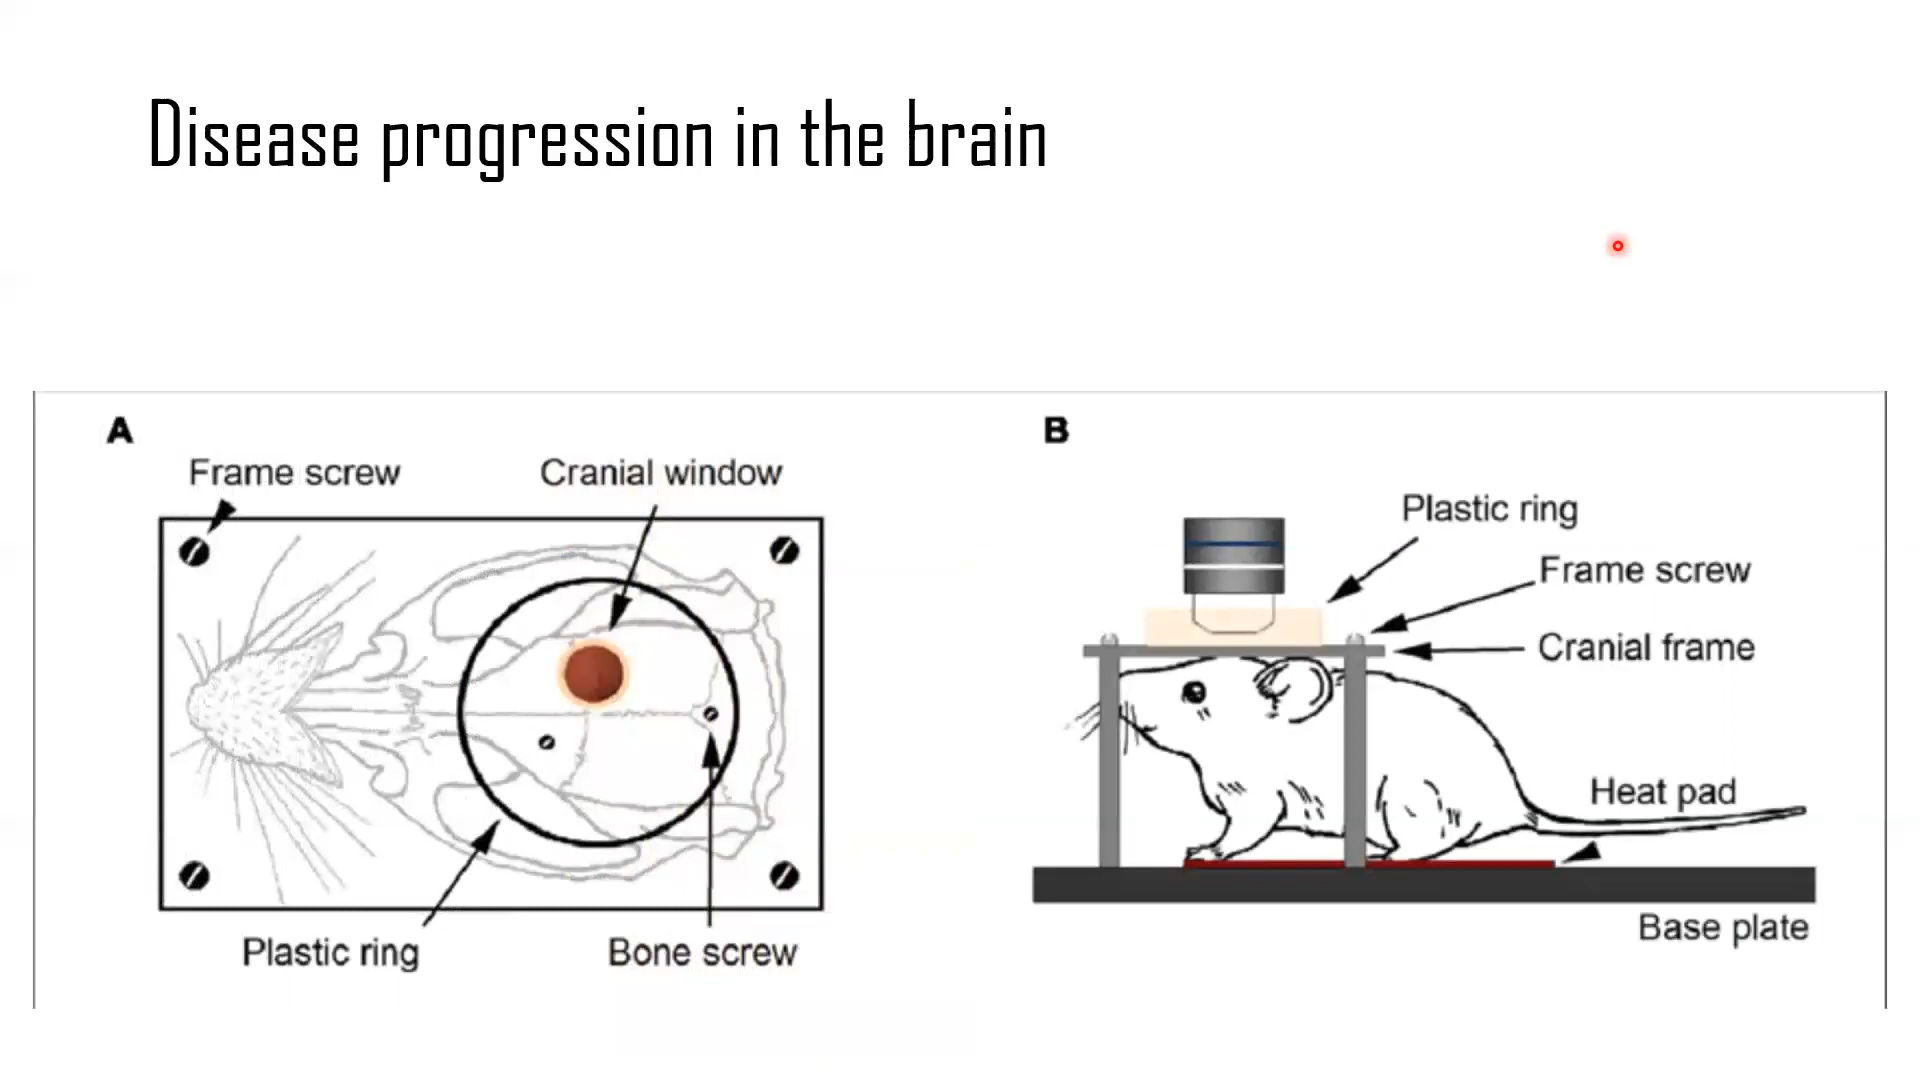 Disease progression in the brain
A
Frame screw
Cranial window
Plastic ring
Bone screw
B
Plastic ring
Frame screw
Cranial frame
Heat pad
Base plate